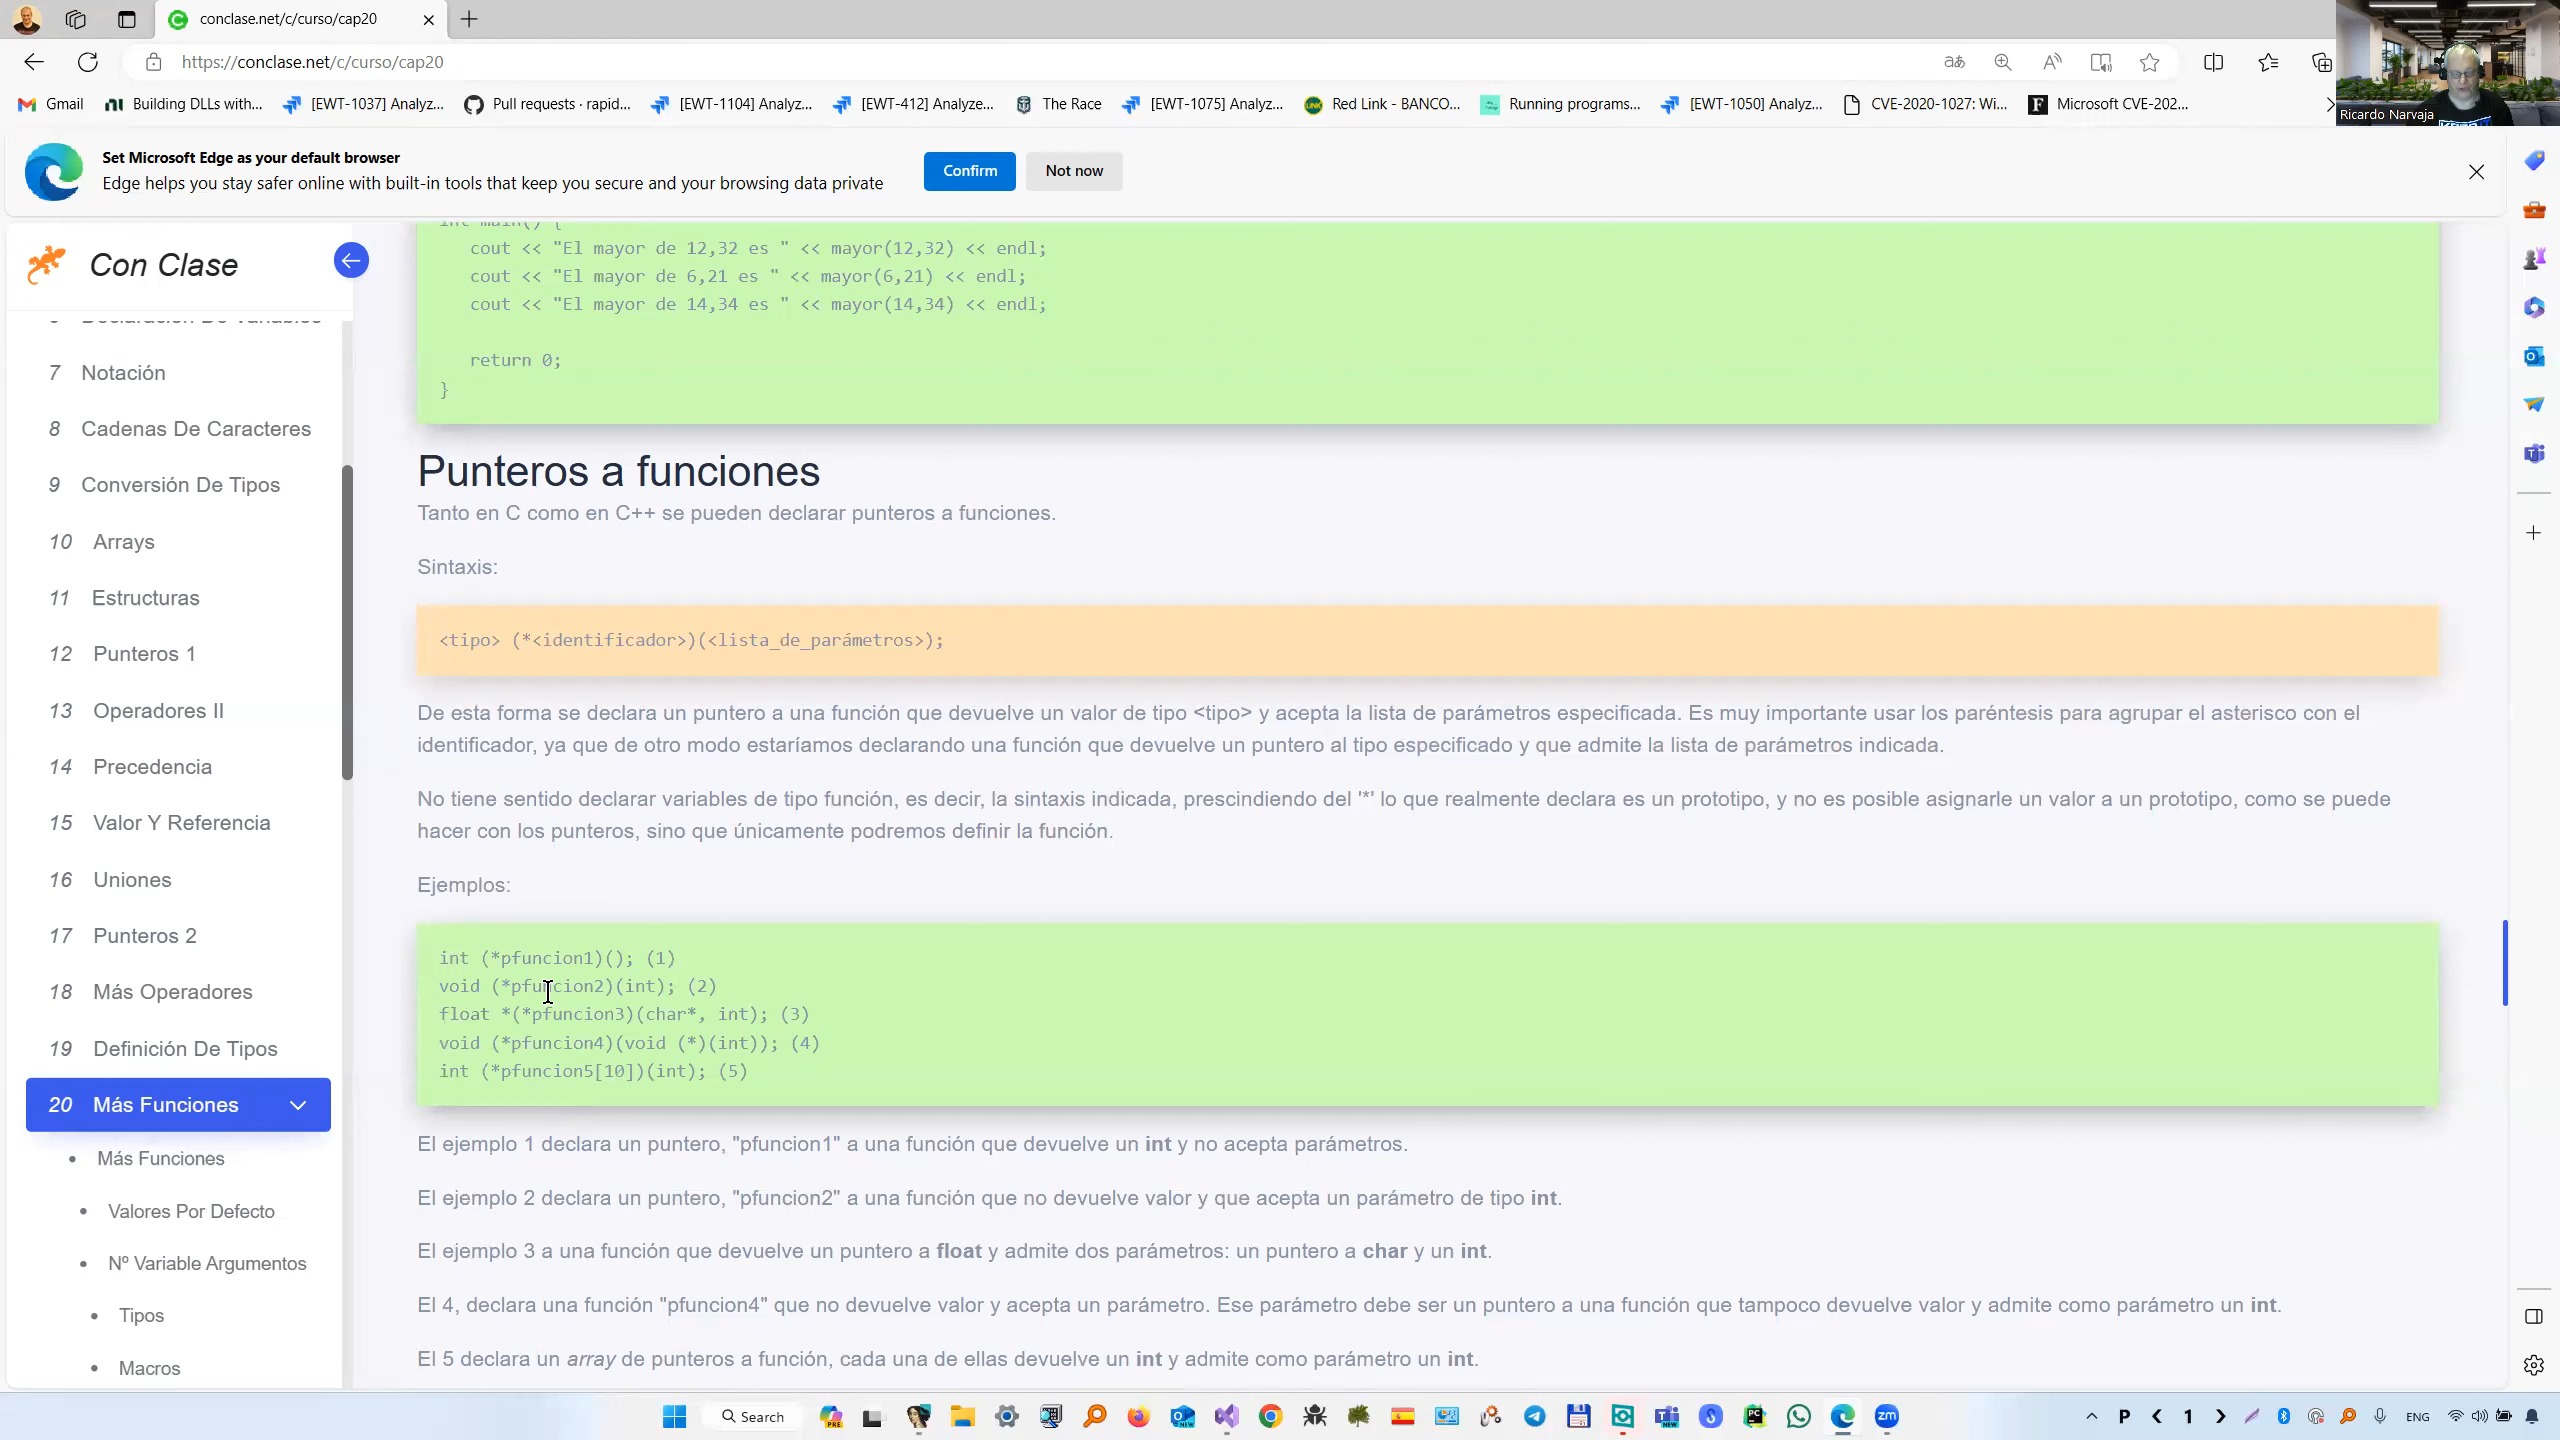 conclase.net/c/curso/cap20
https://conclase.net/c/curso/cap20
Gmail
Building DLLs with...
[EWT-1037] Analyz...
Pull requests · rapid...
[EWT-1104] Analyz...
[EWT-412] Analyze...
The Race
[EWT-1075] Analyz...
Red Link - BANCO...
Running programs...
[EWT-1050] Analyz...
CVE-2020-1027: Wi...
Microsoft CVE-202...
Ricardo Narvaja
Set Microsoft Edge as your default browser
Edge helps you stay safer online with built-in tools that keep you secure and your browsing data private
Confirm
Not now
Con Clase
7 Notación
8 Cadenas De Caracteres
9 Conversión De Tipos
10 Arrays
11 Estructuras
12 Punteros 1
13 Operadores II
14 Precedencia
15 Valor Y Referencia
16 Uniones
17 Punteros 2
18 Más Operadores
19 Definición De Tipos
20 Más Funciones
• Más Funciones
• Valores Por Defecto
• Nº Variable Argumentos
• Tipos
• Macros
int main() {
cout << "El mayor de 12,32 es " << mayor(12,32) << endl;
cout << "El mayor de 6,21 es " << mayor(6,21) << endl;
cout << "El mayor de 14,34 es " << mayor(14,34) << endl;
return 0;
}
Punteros a funciones
Tanto en C como en C++ se pueden declarar punteros a funciones.
Sintaxis:
<tipo> (*<identificador>)(<lista_de_parámetros>);
De esta forma se declara un puntero a una función que devuelve un valor de tipo <tipo> y acepta la lista de parámetros especificada. Es muy importante usar los paréntesis para agrupar el asterisco con el
identificador, ya que de otro modo estaríamos declarando una función que devuelve un puntero al tipo especificado y que admite la lista de parámetros indicada.
No tiene sentido declarar variables de tipo función, es decir, la sintaxis indicada, prescindiendo del '*' lo que realmente declara es un prototipo, y no es posible asignarle un valor a un prototipo, como se puede
hacer con los punteros, sino que únicamente podremos definir la función.
Ejemplos:
int (*pfuncion1)(); (1)
void (*pfuncion2)(int); (2)
float *(*pfuncion3)(char*, int); (3)
void (*pfuncion4)(void (*)(int)); (4)
int (*pfuncion5[10])(int); (5)
El ejemplo 1 declara un puntero, "pfuncion1" a una función que devuelve un int y no acepta parámetros.
El ejemplo 2 declara un puntero, "pfuncion2" a una función que no devuelve valor y que acepta un parámetro de tipo int.
El ejemplo 3 a una función que devuelve un puntero a float y admite dos parámetros: un puntero a char y un int.
El 4, declara una función "pfuncion4" que no devuelve valor y acepta un parámetro. Ese parámetro debe ser un puntero a una función que tampoco devuelve valor y admite como parámetro un int.
El 5 declara un array de punteros a función, cada una de ellas devuelve un int y admite como parámetro un int.
Search
P
1
ENG